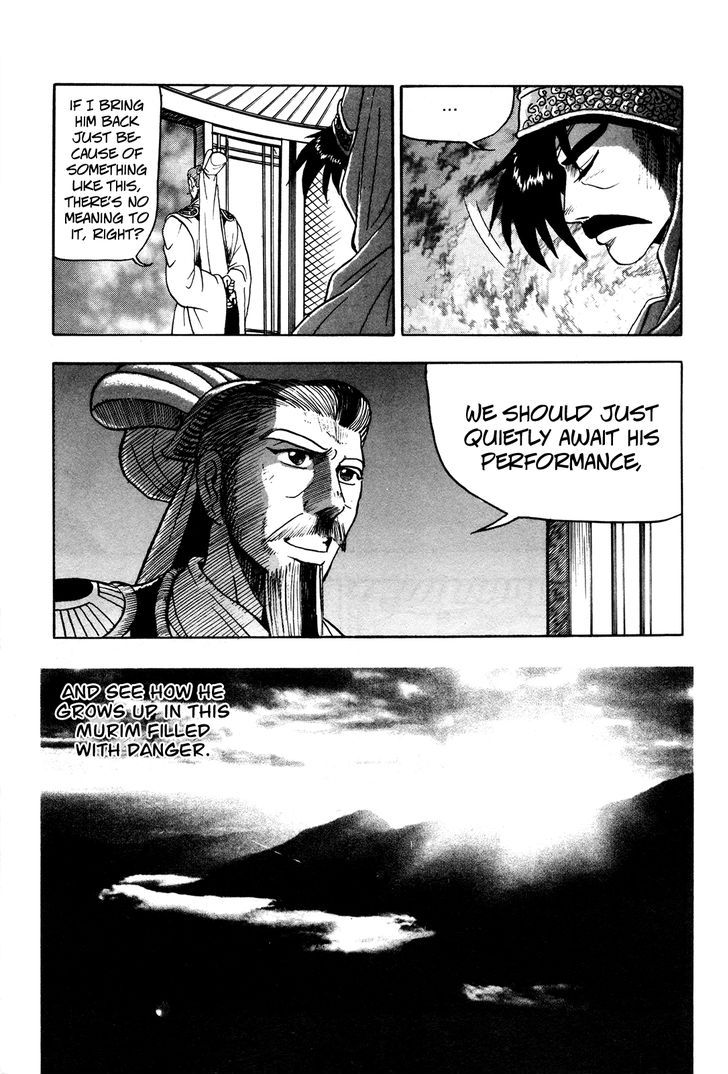 IF I BRING
HIM BACK
JUST BE-
CAUSE OF
SOMETHING
LIKE THIS,
THERE'S NO
MEANING TO
IT, RIGHT?
...
WE SHOULD JUST
QUIETLY AWAIT HIS
PERFORMANCE,
AND SEE HOW HE
GROWS UP IN THIS
MURIM FILLED
WITH DANGER.